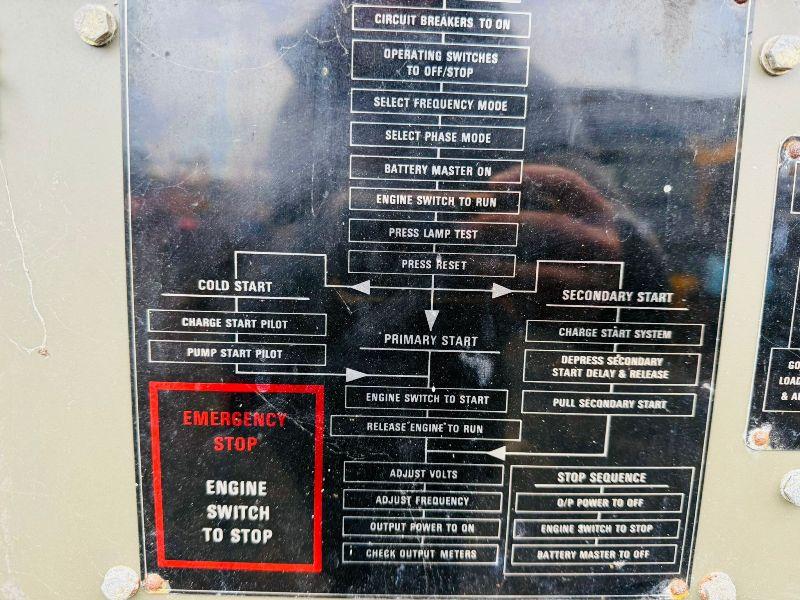 CIRCUIT BREAKERS TO ON
OPERATING SWITCHES
TO OFF/STOP
SELECT FREQUENCY MODE
SELECT PHASE MODE
BATTERY MASTER ON
ENGINE SWITCH TO RUN
PRESS LAMP TEST
PRESS RESET
COLD START
CHARGE START PILOT
PUMP START PILOT
PRIMARY START
SECONDARY START
CHARGE START SYSTEM
DEPRESS SECONDARY
START DELAY & RELEASE
PULL SECONDARY START
ENGINE SWITCH TO START
RELEASE ENGINE TO RUN
ADJUST VOLTS
ADJUST FREQUENCY
OUTPUT POWER TO ON
CHECK OUTPUT METERS
EMERGENCY
STOP
ENGINE
SWITCH
TO STOP
STOP SEQUENCE
O/P POWER TO OFF
ENGINE SWITCH TO STOP
BATTERY MASTER TO OFF